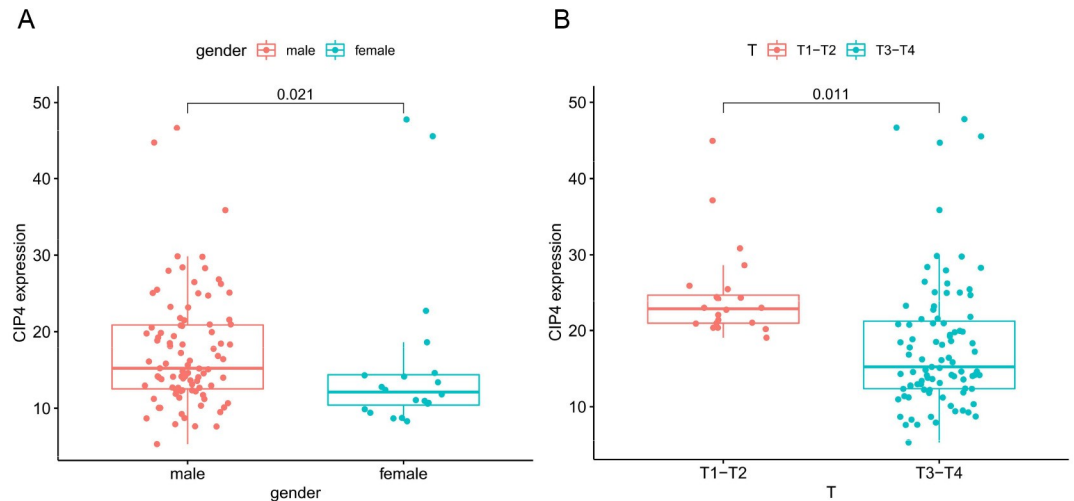 A
gender male female
0.021
50
40
30
20
10
CIP4 expression
male female
gender
B
T T1-T2 T3-T4
0.011
50
40
30
20
10
CIP4 expression
T1-T2 T3-T4
T